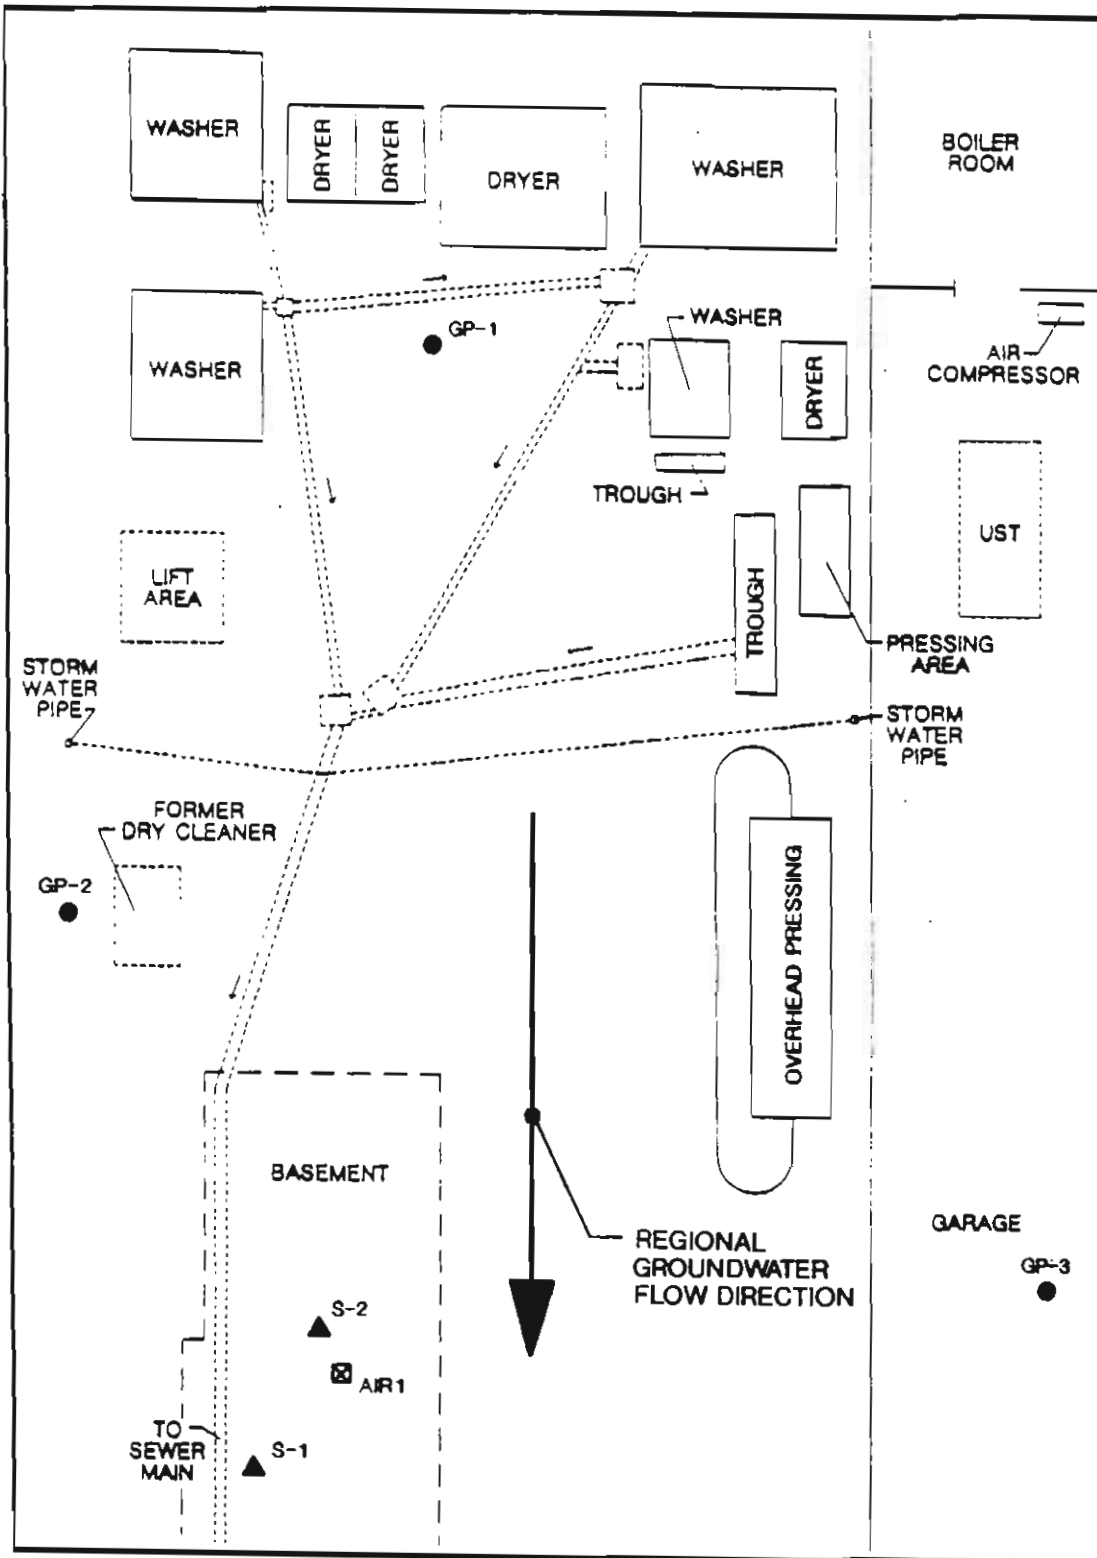 WASHER
DRYER
DRYER
DRYER
WASHER
BOILER
ROOM
GP-1
WASHER
WASHER
DRYER
AIR
COMPRESSOR
TROUGH
UST
LIFT
AREA
TROUGH
PRESSING
AREA
STORM
WATER
PIPE
STORM
WATER
PIPE
FORMER
DRY CLEANER
GP-2
OVERHEAD PRESSING
BASEMENT
REGIONAL
GROUNDWATER
FLOW DIRECTION
GARAGE
GP-3
S-2
AIR1
TO
SEWER
MAIN
S-1